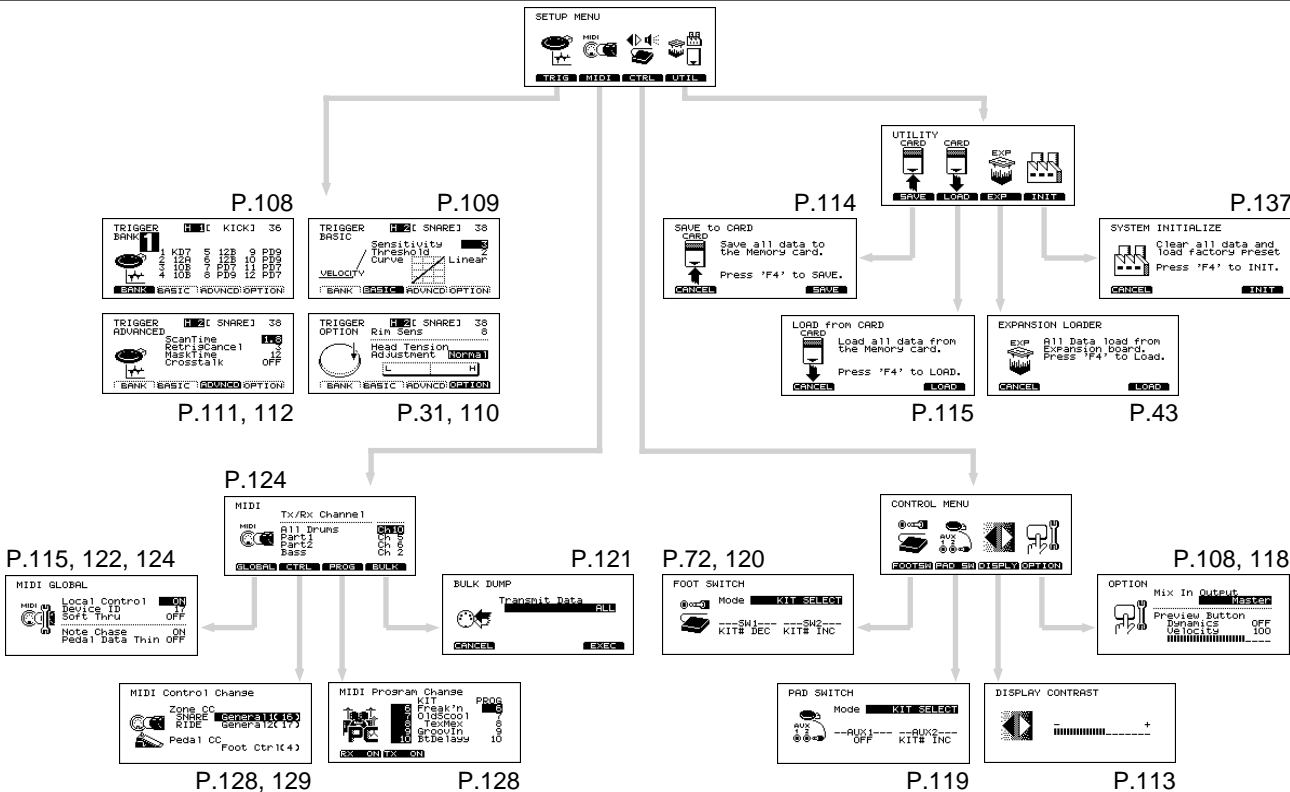 SETUP MENU
MIDI
TRIG MIDI CTRL UTIL
UTILITY
CARD CARD
EXP
SAVE LOAD EXP INIT
P.108
TRIGGER H 1[ KICK] 36
BANK 1
1 KD7 5 12B 9 PD9
2 12A 6 12B 10 PD9
3 10B 7 PD7 11 PD7
4 10B 8 PD9 12 PD7
BANK BASIC ADVNCD OPTION
P.109
TRIGGER H 2[ SNARE] 38
BASIC
Sensitivity 3
Threshold 2
Curve Linear
VELOCITY
BANK BASIC ADVNCD OPTION
P.114
SAVE to CARD
CARD
Save all data to
the Memory card.
Press 'F4' to SAVE.
CANCEL SAVE
P.137
SYSTEM INITIALIZE
Clear all data and
load factory Preset
Press 'F4' to INIT.
CANCEL INIT
TRIGGER H 2[ SNARE] 38
ADVANCED
ScanTime 1.8
RetrigCancel 3
MaskTime 12
Crosstalk OFF
BANK BASIC ADVNCD OPTION
P.111, 112
TRIGGER H 2[ SNARE] 38
OPTION Rim Sens 8
Head Tension
Adjustment Normal
L H
BANK BASIC ADVNCD OPTION
P.31, 110
LOAD from CARD
CARD
Load all data from
the Memory card.
Press 'F4' to LOAD.
CANCEL LOAD
P.115
EXPANSION LOADER
EXP
All Data load from
Expansion board.
Press 'F4' to Load.
CANCEL LOAD
P.43
P.124
MIDI
Tx/Rx Channel
MIDI
All Drums Ch10
Part1 Ch 5
Part2 Ch 6
Bass Ch 2
GLOBAL CTRL PROG BULK
CONTROL MENU
AUX
1 2
FOOTSW PAD SW DISPLY OPTION
P.115, 122, 124
MIDI GLOBAL
MIDI
Local Control ON
Device ID 17
Soft Thru OFF
Note Chase ON
Pedal Data Thin OFF
P.121
BULK DUMP
Transmit Data
ALL
CANCEL EXEC
P.72, 120
FOOT SWITCH
Mode KIT SELECT
---SW1--- ---SW2---
KIT# DEC KIT# INC
P.108, 118
OPTION
Mix In Output
Master
Preview Button
Dynamics OFF
Velocity 100
MIDI Control Change
Zone CC
SNARE General1(16)
RIDE General2(17)
Pedal CC
Foot Ctrl(4)
P.128, 129
MIDI Program Change
KIT PROG
6 Freak'n 6
7 OldScool 7
8 TexMex 8
9 GroovIn 9
10 BtDelayy 10
PC
RX ON TX ON
P.128
PAD SWITCH
Mode KIT SELECT
AUX
1 2
--AUX1-- --AUX2---
OFF KIT# INC
P.119
DISPLAY CONTRAST
- +
P.113